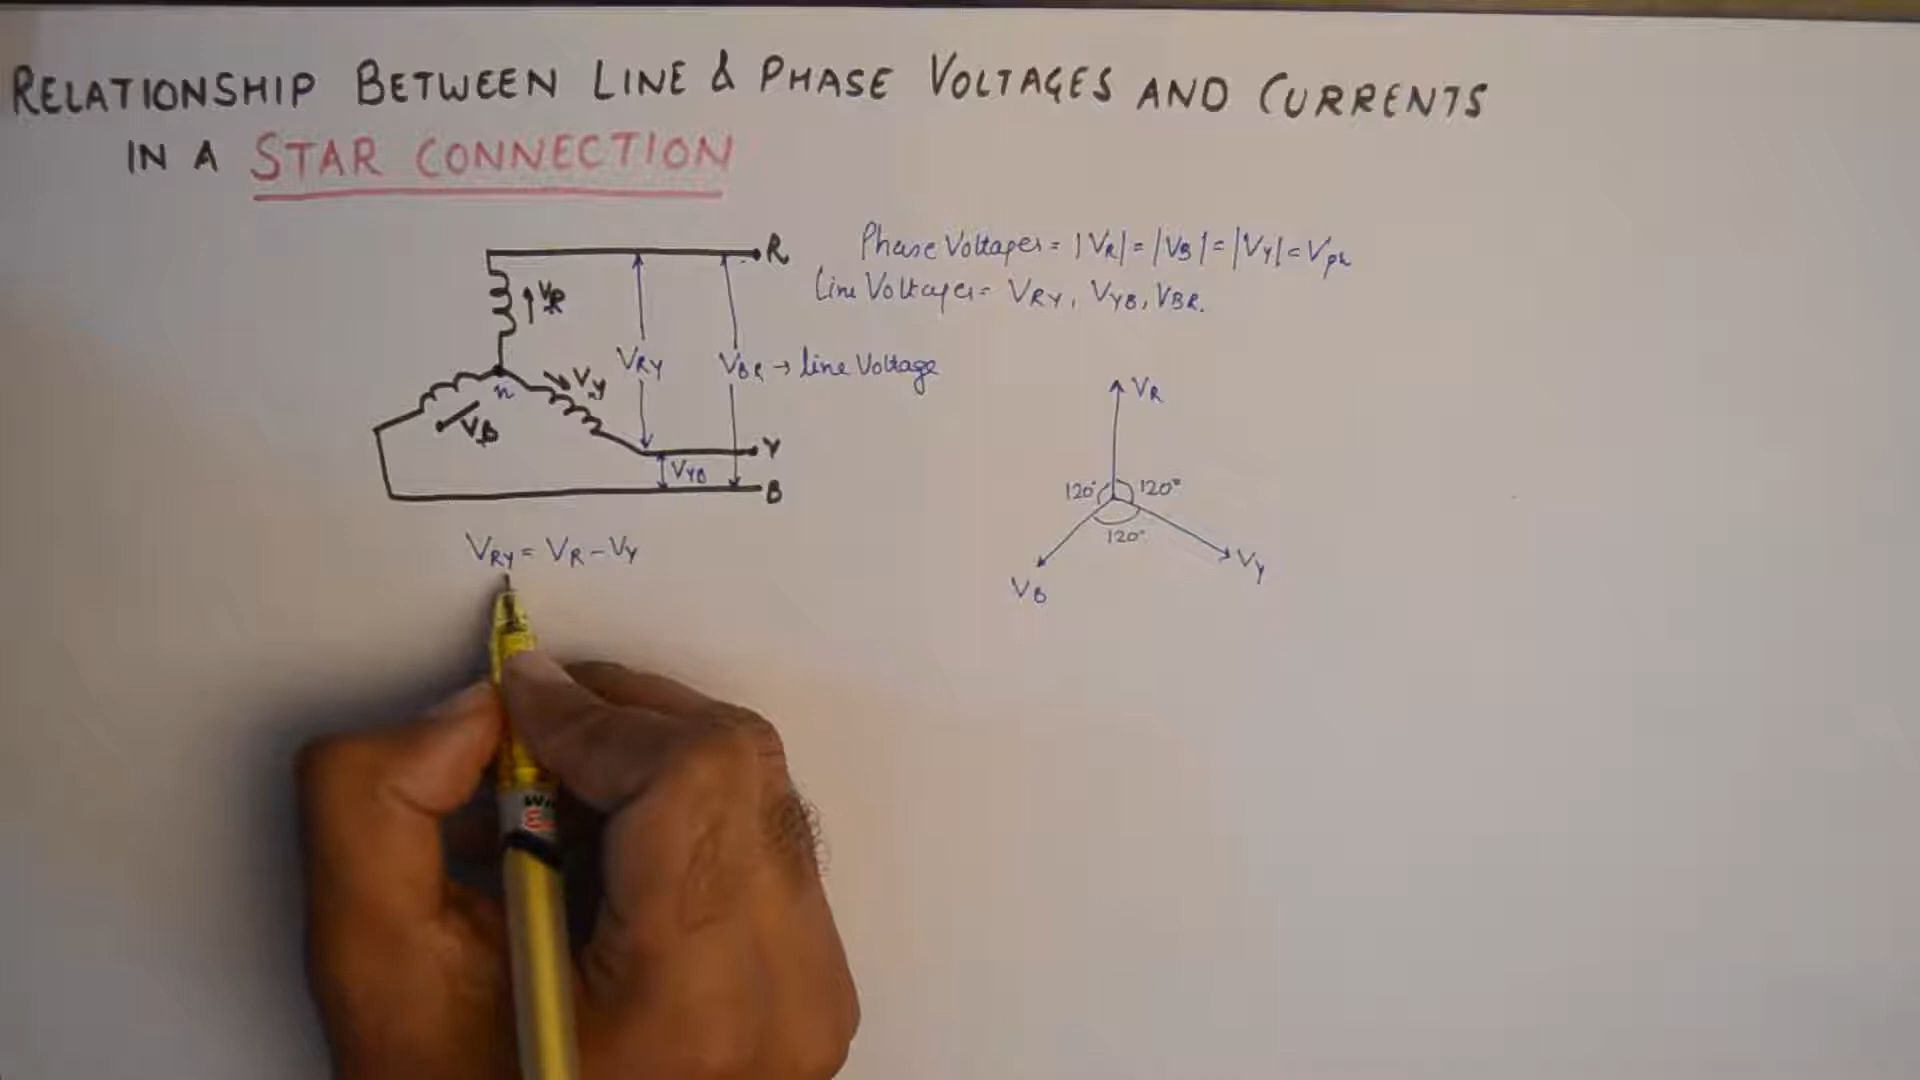 RELATIONSHIP BETWEEN LINE & PHASE VOLTAGES AND CURRENTS
IN A STAR CONNECTION
R
Phase Voltages = |VR| = |VB| = |VY| = Vph
Line Voltages = VRY, VYB, VBR.
VR
VRY
VBR → line Voltage
VY
n
VB
Y
VYB
B
VR
120°
120°
120°
VY
VB
VRY = VR - VY